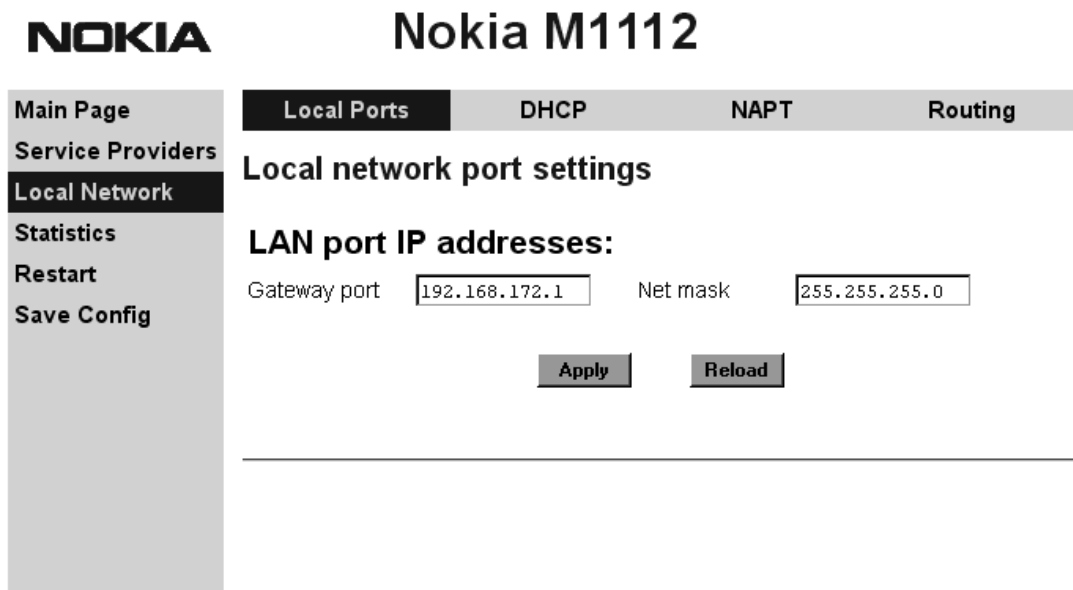 NOKIA
Nokia M1112
Main Page
Service Providers
Local Network
Statistics
Restart
Save Config
Local Ports DHCP NAPT Routing
Local network port settings
LAN port IP addresses:
Gateway port 192.168.172.1 Net mask 255.255.255.0
Apply Reload